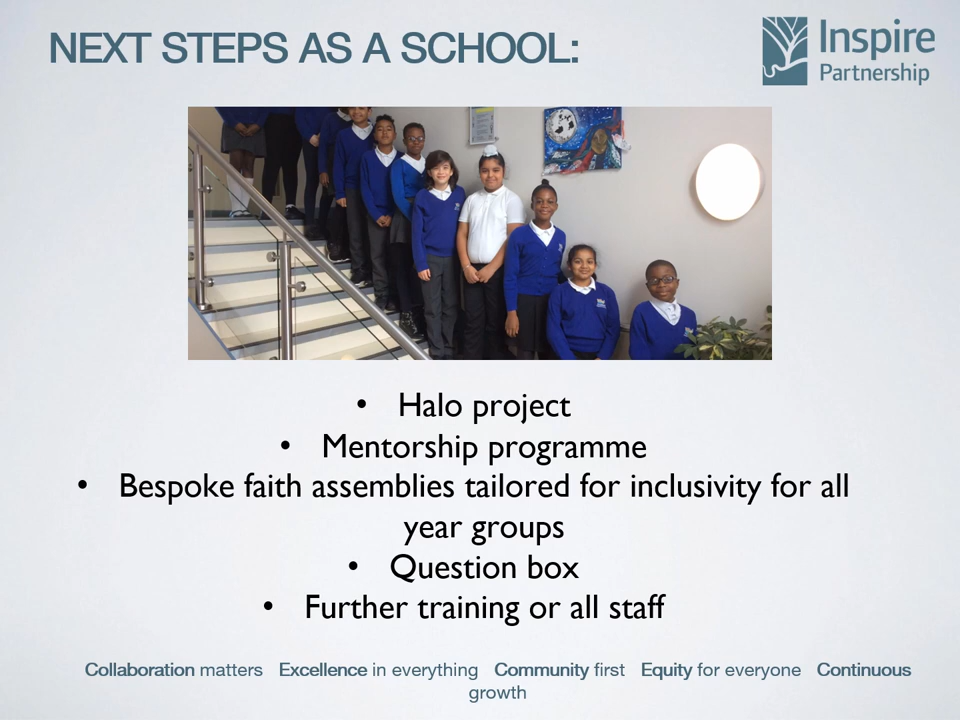 NEXT STEPS AS A SCHOOL:
Inspire
Partnership
• Halo project
• Mentorship programme
• Bespoke faith assemblies tailored for inclusivity for all
year groups
• Question box
• Further training or all staff
Collaboration matters Excellence in everything Community first Equity for everyone Continuous
growth